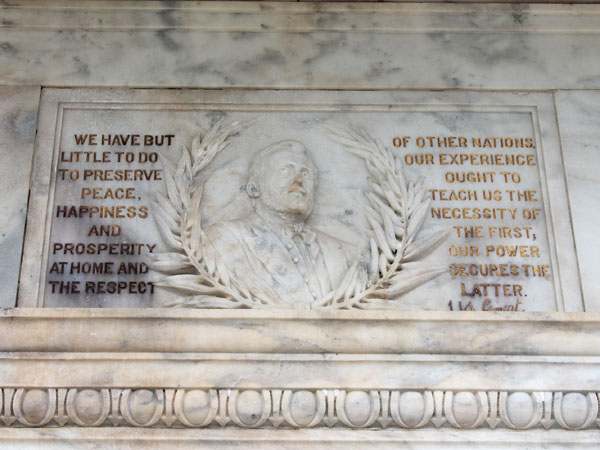 WE HAVE BUT
LITTLE TO DO
TO PRESERVE
PEACE,
HAPPINESS
AND
PROSPERITY
AT HOME AND
THE RESPECT
OF OTHER NATIONS.
OUR EXPERIENCE
OUGHT TO
TEACH US THE
NECESSITY OF
THE FIRST;
OUR POWER
SECURES THE
LATTER.